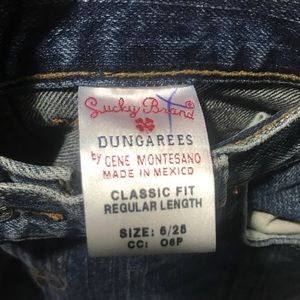 Lucky Brand
DUNGAREES
by GENE MONTESANO
MADE IN MEXICO
CLASSIC FIT
REGULAR LENGTH
SIZE: 6/28
CC: O6P